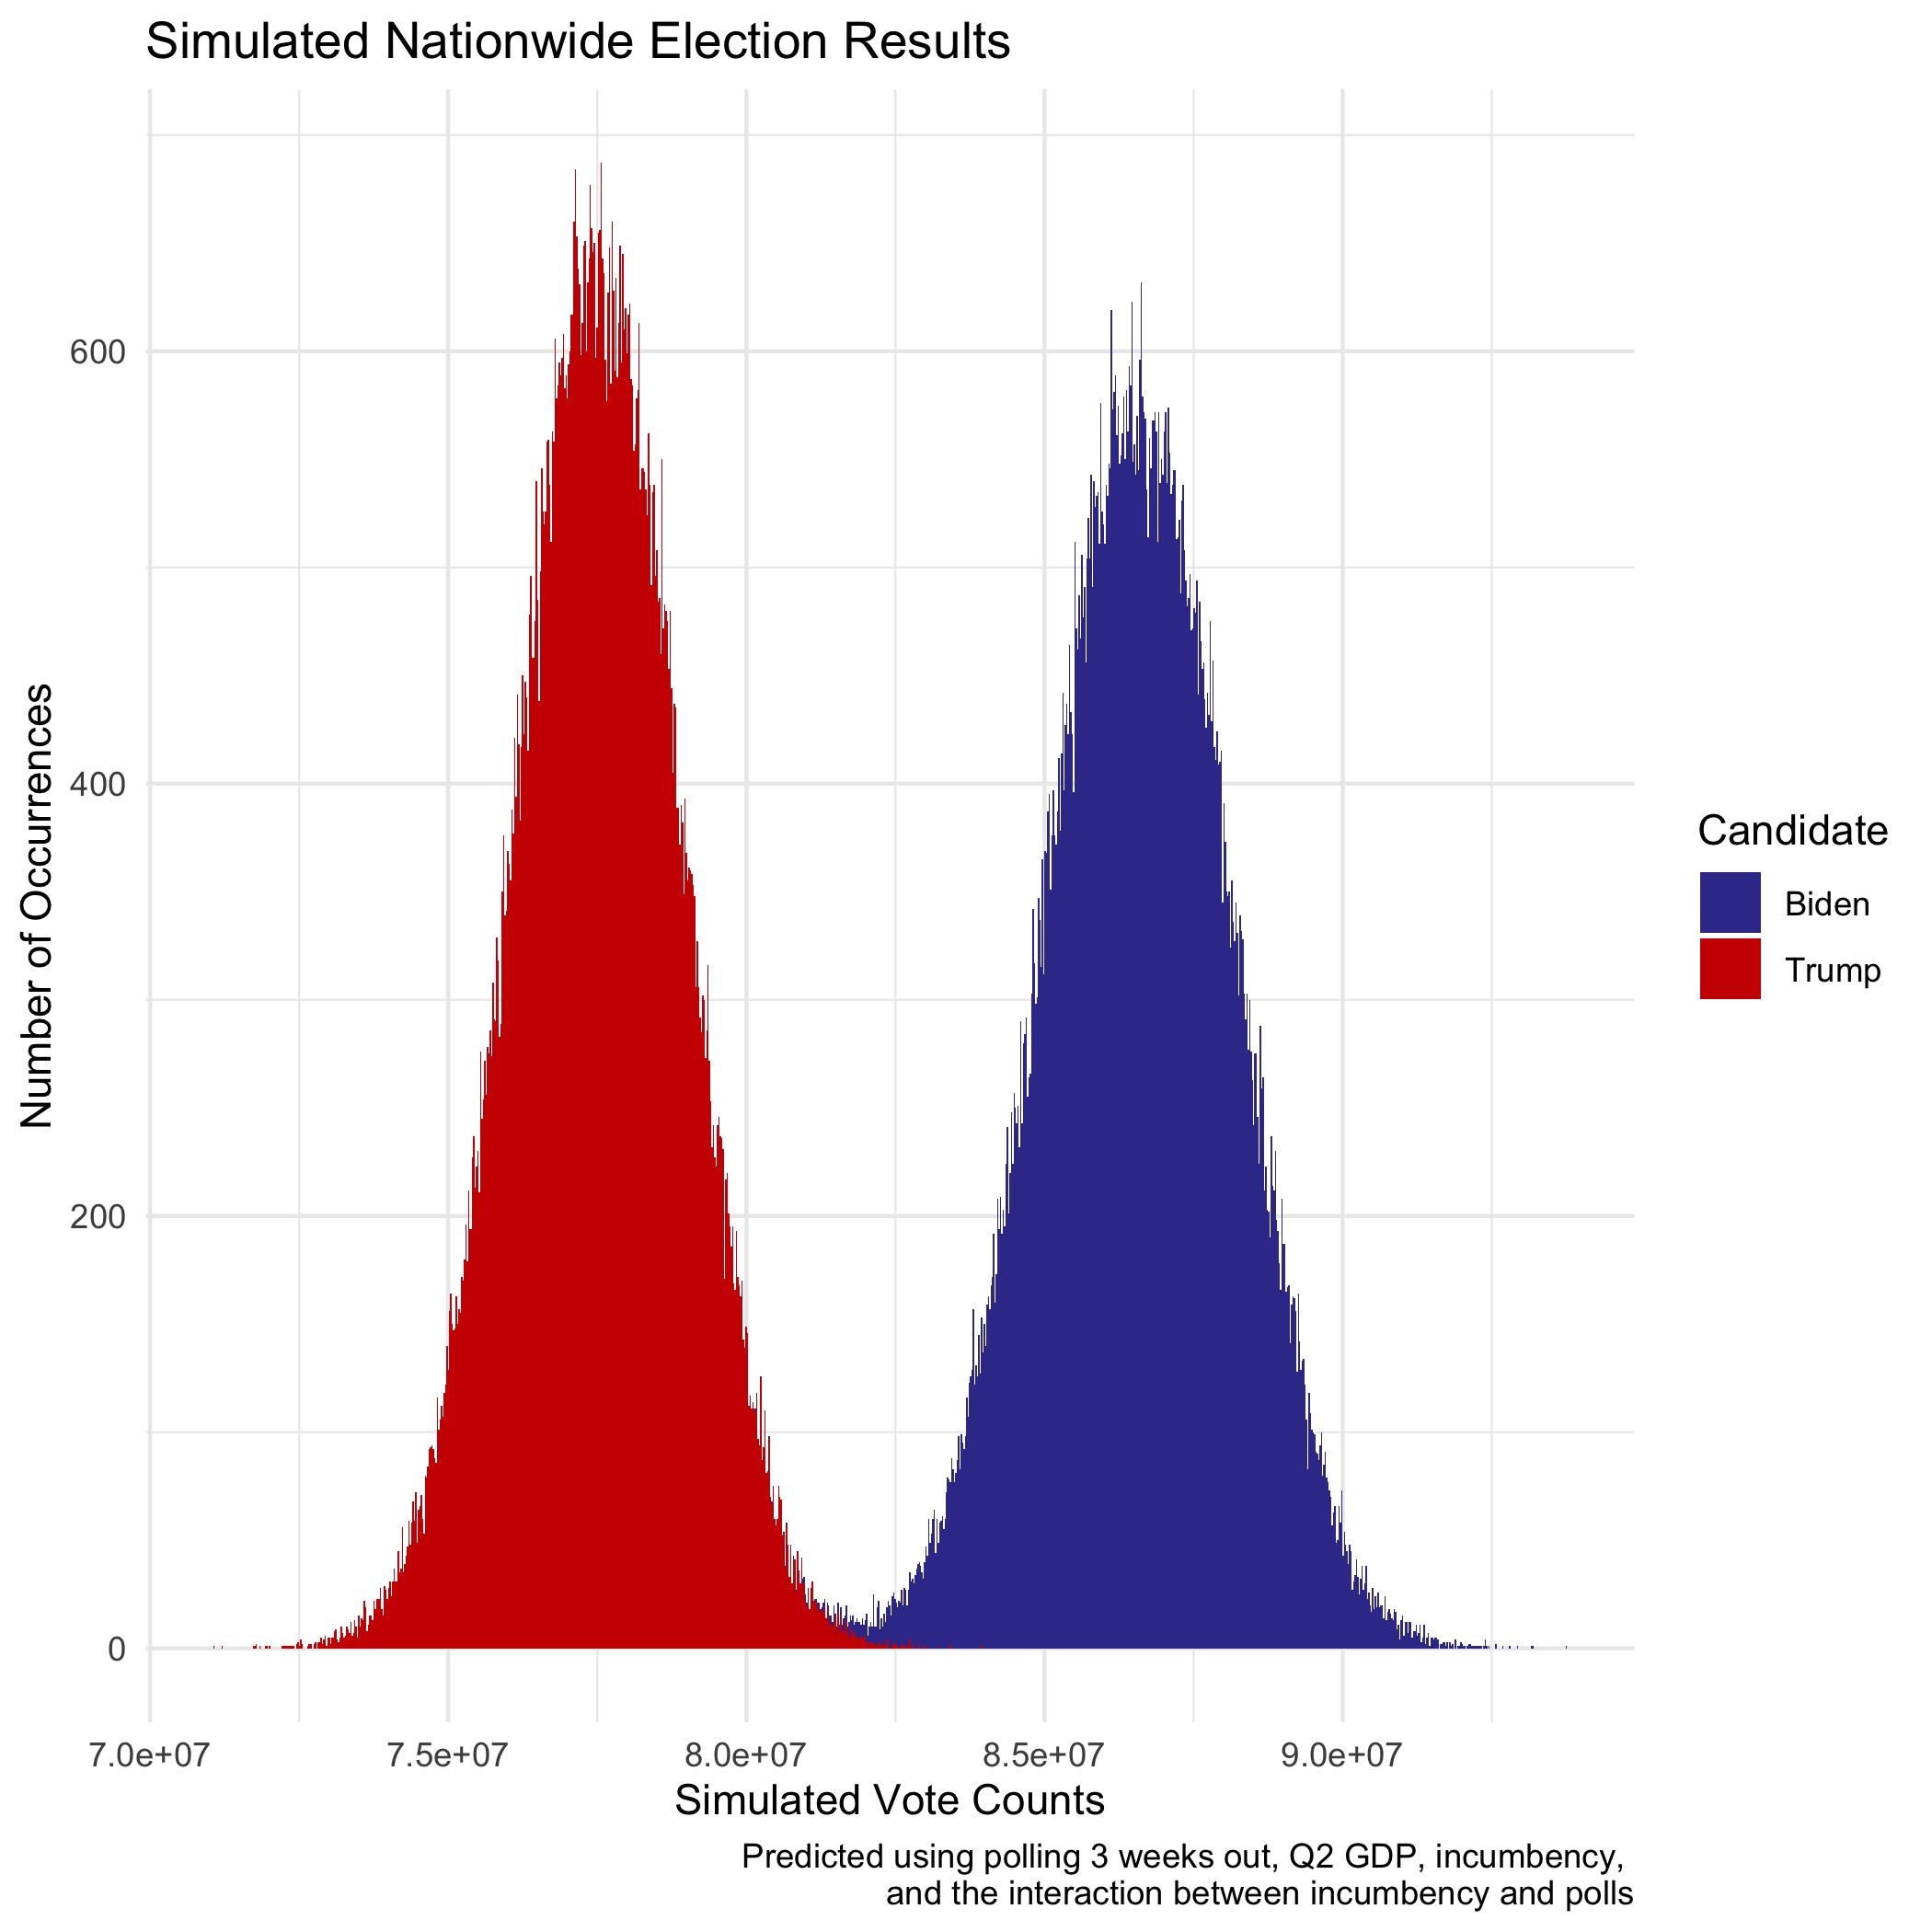 Simulated Nationwide Election Results
Number of Occurrences
600
400
200
0
7.0e+07
7.5e+07
8.0e+07
8.5e+07
9.0e+07
Simulated Vote Counts
Candidate
Biden
Trump
Predicted using polling 3 weeks out, Q2 GDP, incumbency,
and the interaction between incumbency and polls